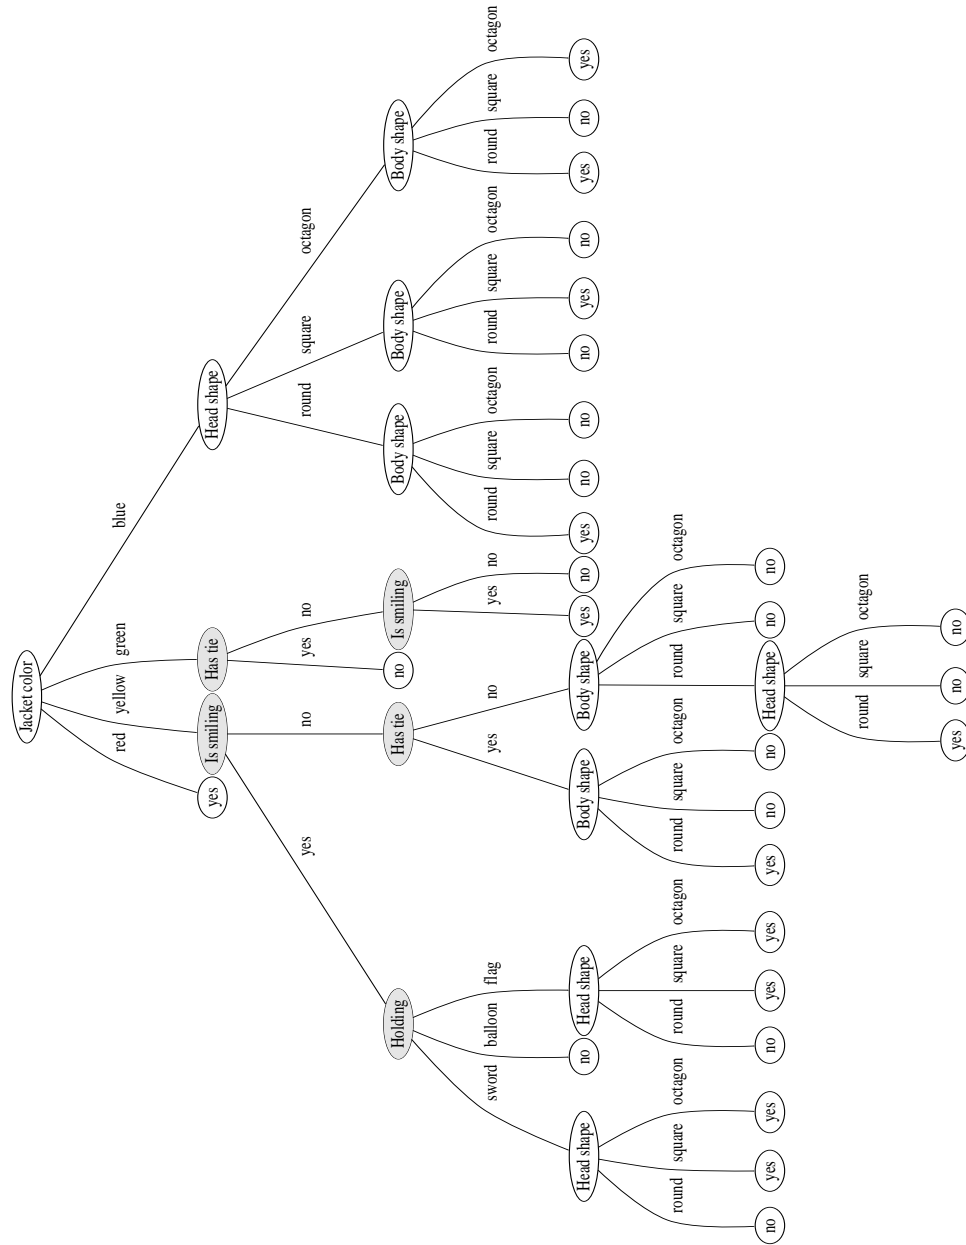 Jacket color
red yellow green blue
yes Is smiling Has tie Head shape
yes no yes no round square octagon
Holding Has tie no Is smiling Body shape Body shape Body shape
sword balloon flag yes no yes no round square octagon round square octagon round square octagon
Head shape no Head shape Body shape Body shape yes no yes no no no yes no yes no yes
round square octagon round square octagon round square octagon round square octagon
no yes yes no yes yes yes no no Head shape no no
round square octagon
yes no no